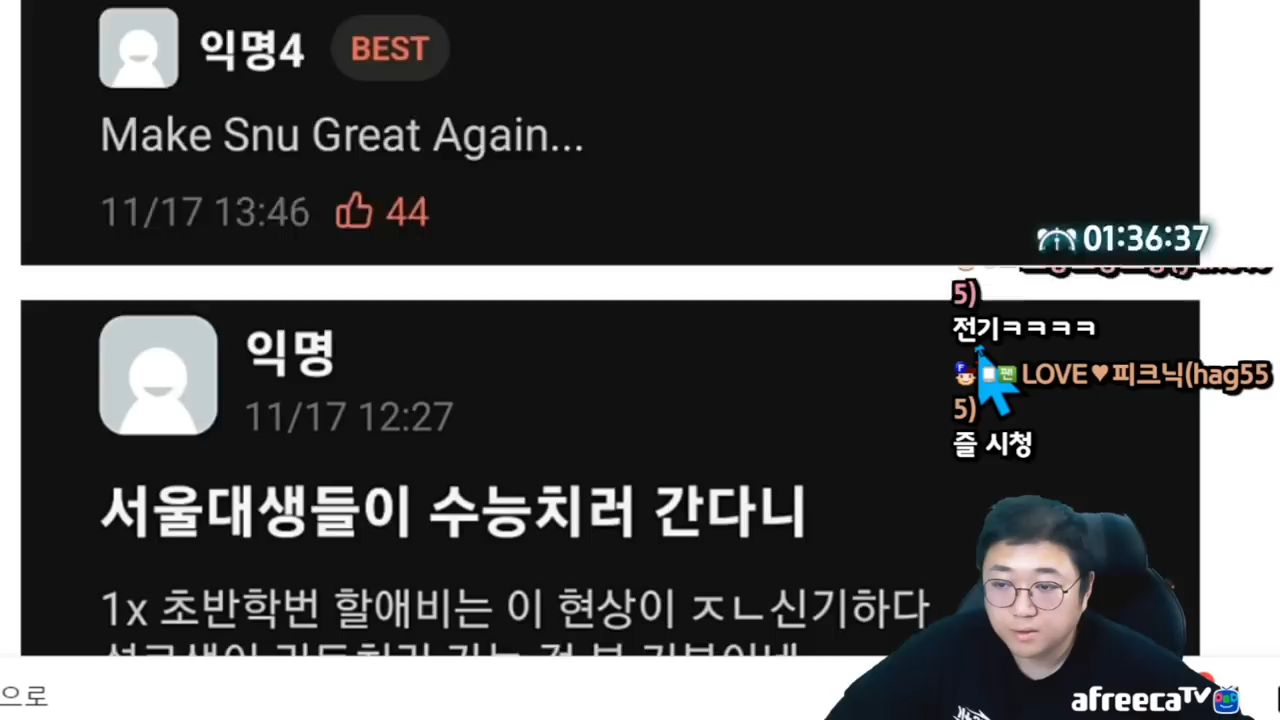 익명4 BEST
Make Snu Great Again...
11/17 13:46 44
01:36:37
5)
전기ㅋㅋㅋㅋ
LOVE♥피크닉(hag55
5)
즐 시청
익명
11/17 12:27
서울대생들이 수능치러 간다니
1x 초반학번 할애비는 이 현상이 ㅈㄴ신기하다
으로
afreecaTV